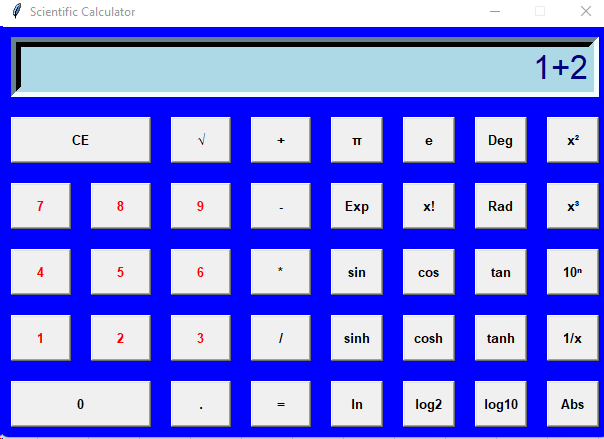 Scientific Calculator
1+2
CE √ + π e Deg x²
7 8 9 - Exp x! Rad x³
4 5 6 * sin cos tan 10ⁿ
1 2 3 / sinh cosh tanh 1/x
0 . = ln log2 log10 Abs